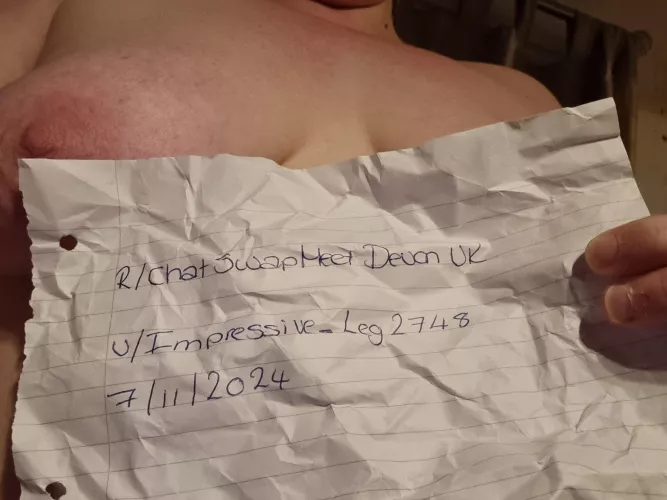 R/ChatSwapMeet Devon UK
u/Impressive_Leg2748
7/11/2024